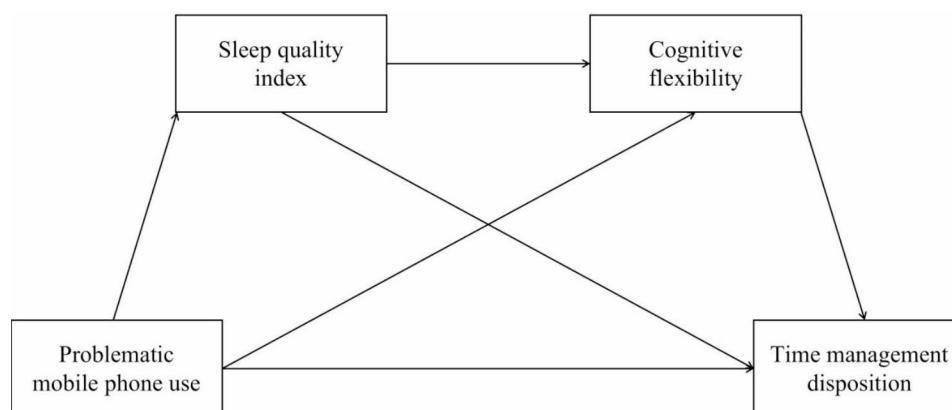 Sleep quality
index
Cognitive
flexibility
Problematic
mobile phone use
Time management
disposition